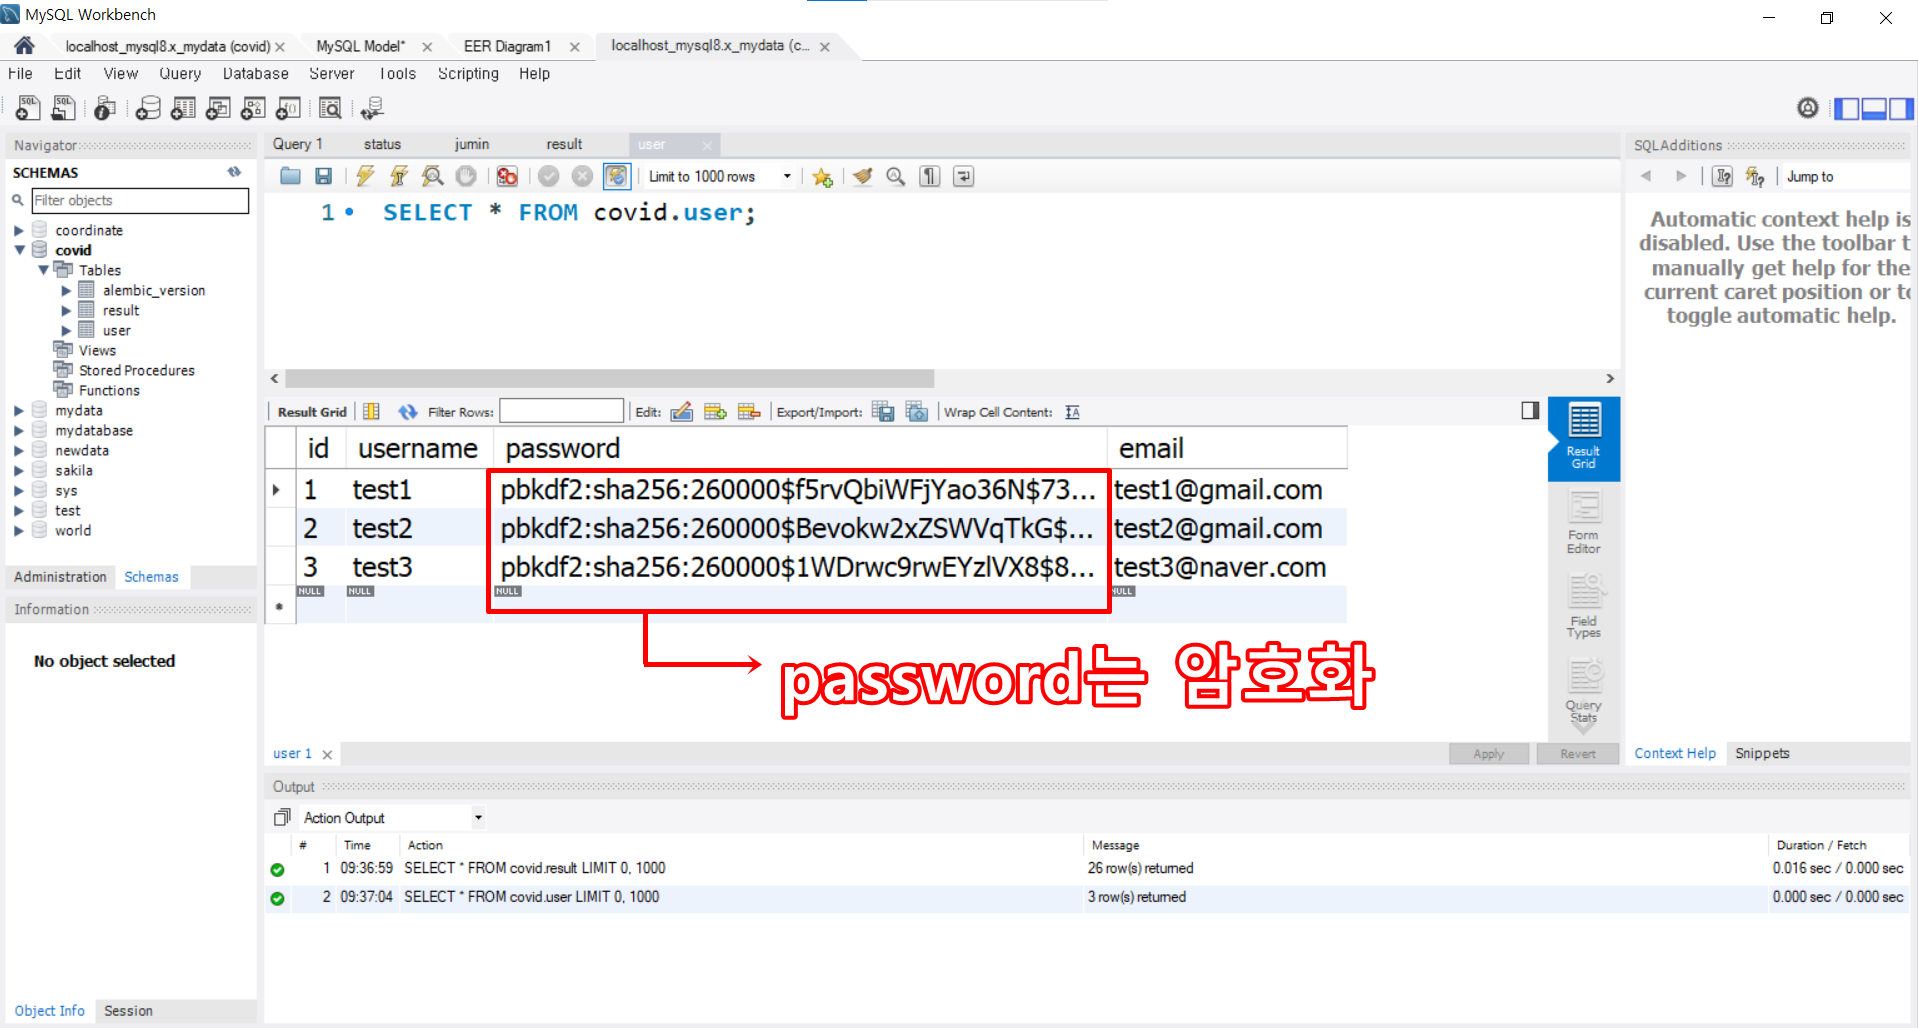 MySQL Workbench
localhost_mysql8.x_mydata (covid)
MySQL Model*
EER Diagram1
localhost_mysql8.x_mydata (c...
File Edit View Query Database Server Tools Scripting Help
Navigator
SCHEMAS
Filter objects
coordinate
covid
Tables
alembic_version
result
user
Views
Stored Procedures
Functions
mydata
mydatabase
newdata
sakila
sys
test
world
Administration Schemas
Information
No object selected
Object Info Session
Query 1 status jumin result user
Limit to 1000 rows
1 SELECT * FROM covid.user;
Result Grid Filter Rows: Edit: Export/Import: Wrap Cell Content:
id username password email
1 test1 pbkdf2:sha256:260000$f5rvQbiWFjYao36N$73... test1@gmail.com
2 test2 pbkdf2:sha256:260000$Bevokw2xZSWVqTkG$... test2@gmail.com
3 test3 pbkdf2:sha256:260000$1WDrwc9rwEYzlVX8$8... test3@naver.com
* NULL NULL NULL NULL
password는 암호화
Result
Grid
Form
Editor
Field
Types
Query
Stats
user 1
Apply Revert
SQLAdditions
Jump to
Automatic context help is
disabled. Use the toolbar t
manually get help for the
current caret position or to
toggle automatic help.
Context Help Snippets
Output
Action Output
# Time Action Message Duration / Fetch
1 09:36:59 SELECT * FROM covid.result LIMIT 0, 1000 26 row(s) returned 0.016 sec / 0.000 sec
2 09:37:04 SELECT * FROM covid.user LIMIT 0, 1000 3 row(s) returned 0.000 sec / 0.000 sec